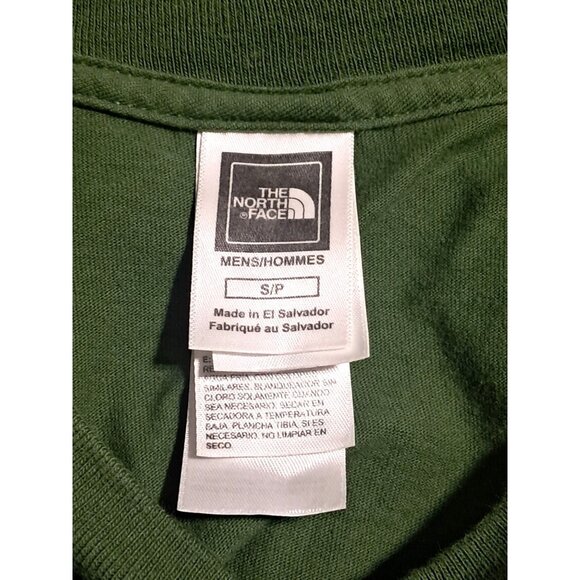 THE
NORTH
®FACE
MENS/HOMMES
S/P
Made in El Salvador
Fabriqué au Salvador
SIMILARES. BLANQUEADOR SIN
CLORO SOLAMENTE CUANDO
SEA NECESARIO. SECAR EN
SECADORA A TEMPERATURA
BAJA. PLANCHA TIBIA, SI ES
NECESARIO. NO LIMPIAR EN
SECO.